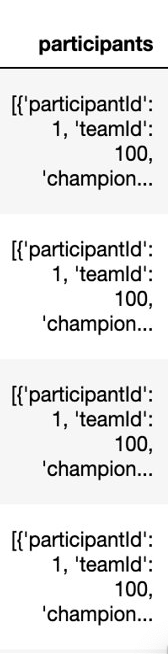 participants
[{'participantId':
1, 'teamId':
100,
'champion...
[{'participantId':
1, 'teamId':
100,
'champion...
[{'participantId':
1, 'teamId':
100,
'champion...
[{'participantId':
1, 'teamId':
100,
'champion...